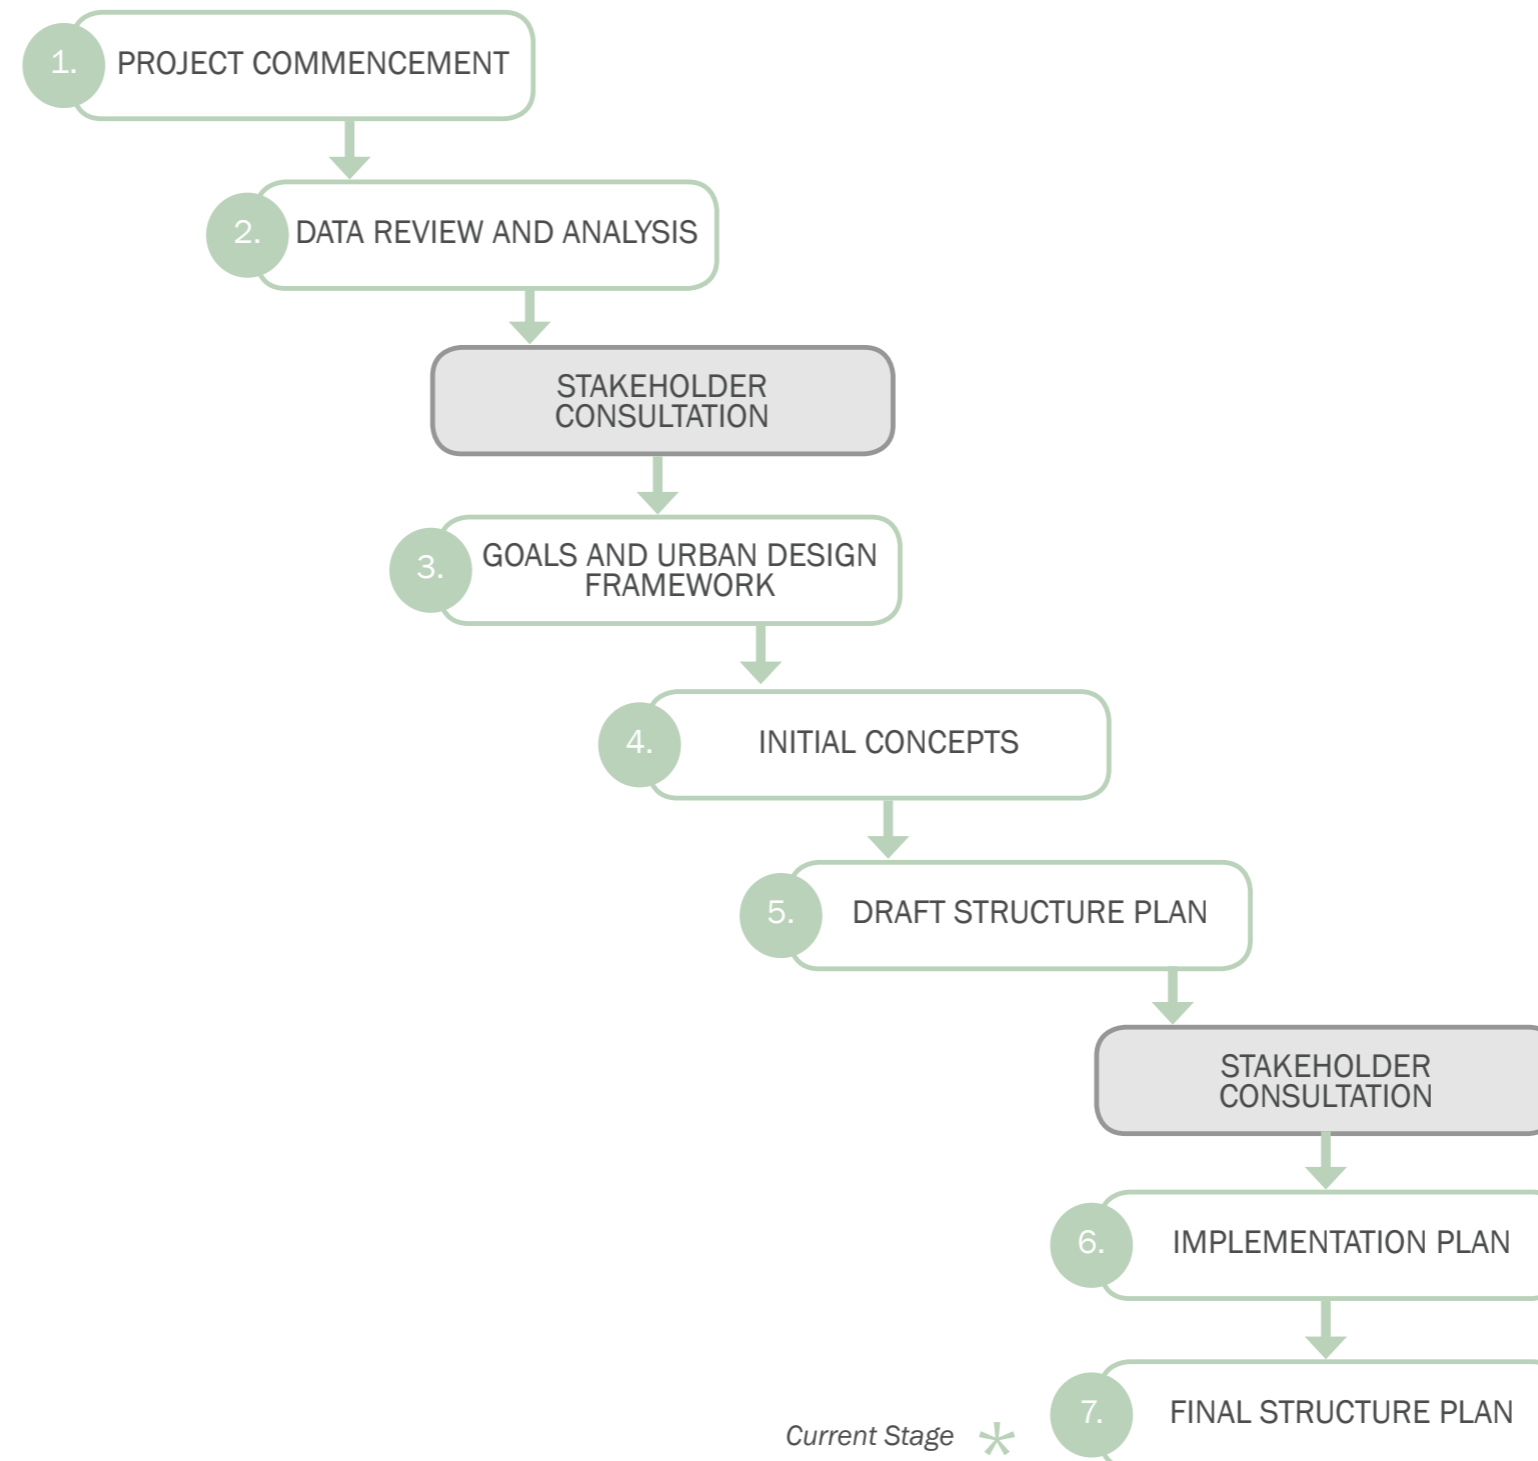 1.
PROJECT COMMENCEMENT
2.
DATA REVIEW AND ANALYSIS
STAKEHOLDER
CONSULTATION
3.
GOALS AND URBAN DESIGN
FRAMEWORK
4.
INITIAL CONCEPTS
5.
DRAFT STRUCTURE PLAN
STAKEHOLDER
CONSULTATION
6.
IMPLEMENTATION PLAN
7.
FINAL STRUCTURE PLAN
Current Stage *